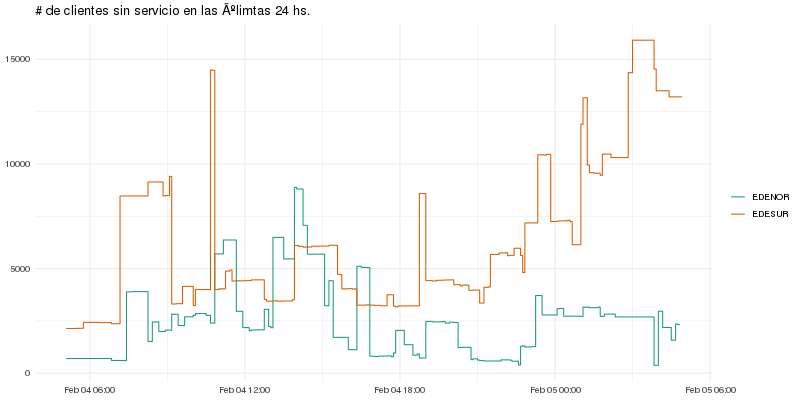 # de clientes sin servicio en las Ãºlimtas 24 hs.
15000
10000
5000
0
EDENOR
EDESUR
Feb 04 06:00
Feb 04 12:00
Feb 04 18:00
Feb 05 00:00
Feb 05 06:00